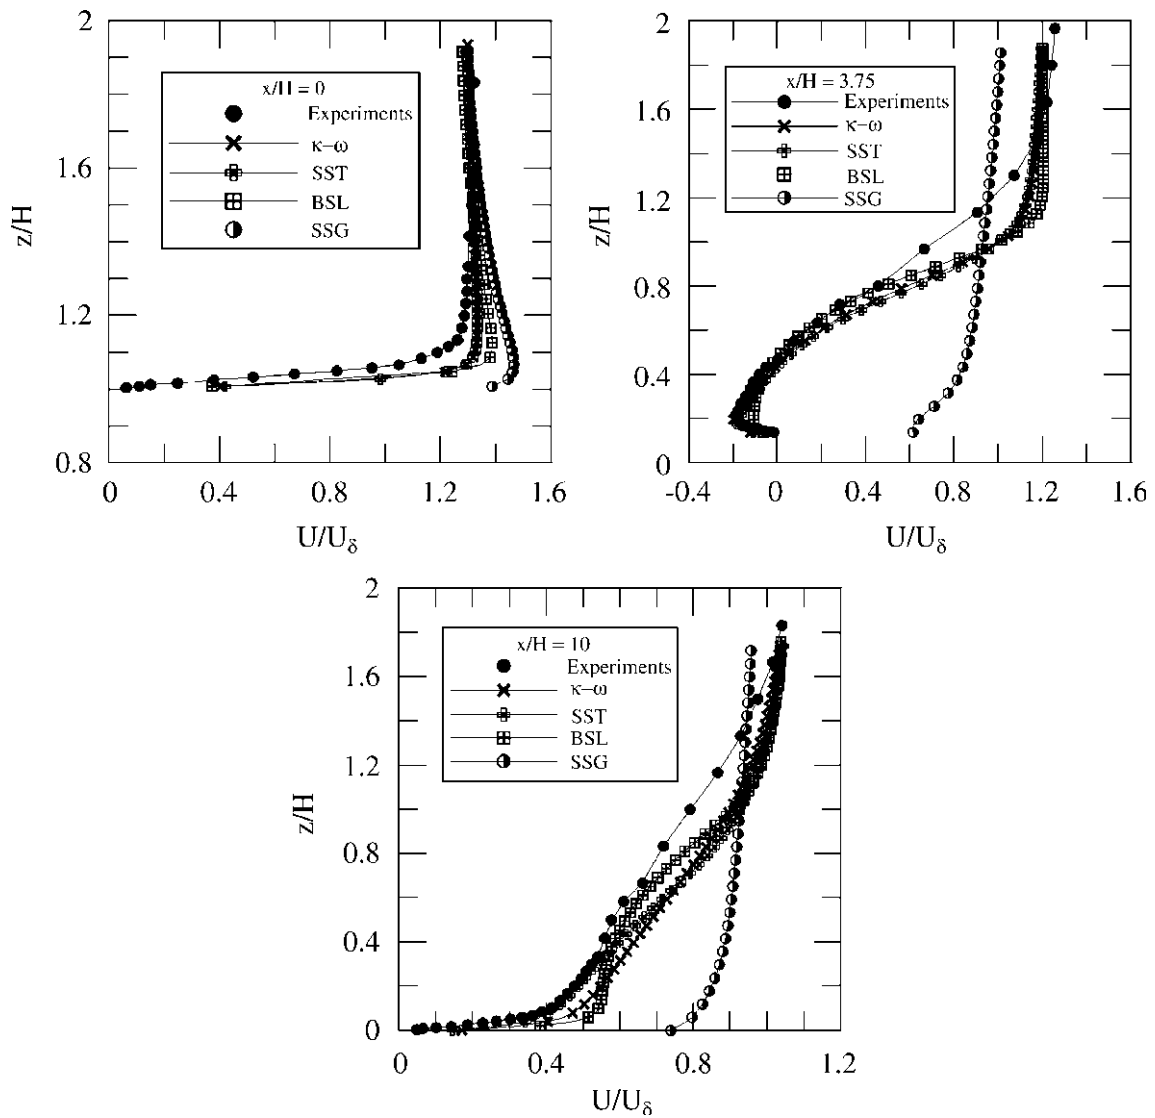 2
1.6
1.2
0.8
z/H
x/H = 0
Experiments
κ−ω
SST
BSL
SSG
0 0.4 0.8 1.2 1.6
U/Uδ
2
1.6
1.2
0.8
0.4
0
z/H
x/H = 3.75
Experiments
κ−ω
SST
BSL
SSG
-0.4 0 0.4 0.8 1.2 1.6
U/Uδ
2
1.6
1.2
0.8
0.4
0
z/H
x/H = 10
Experiments
κ−ω
SST
BSL
SSG
0 0.4 0.8 1.2
U/Uδ